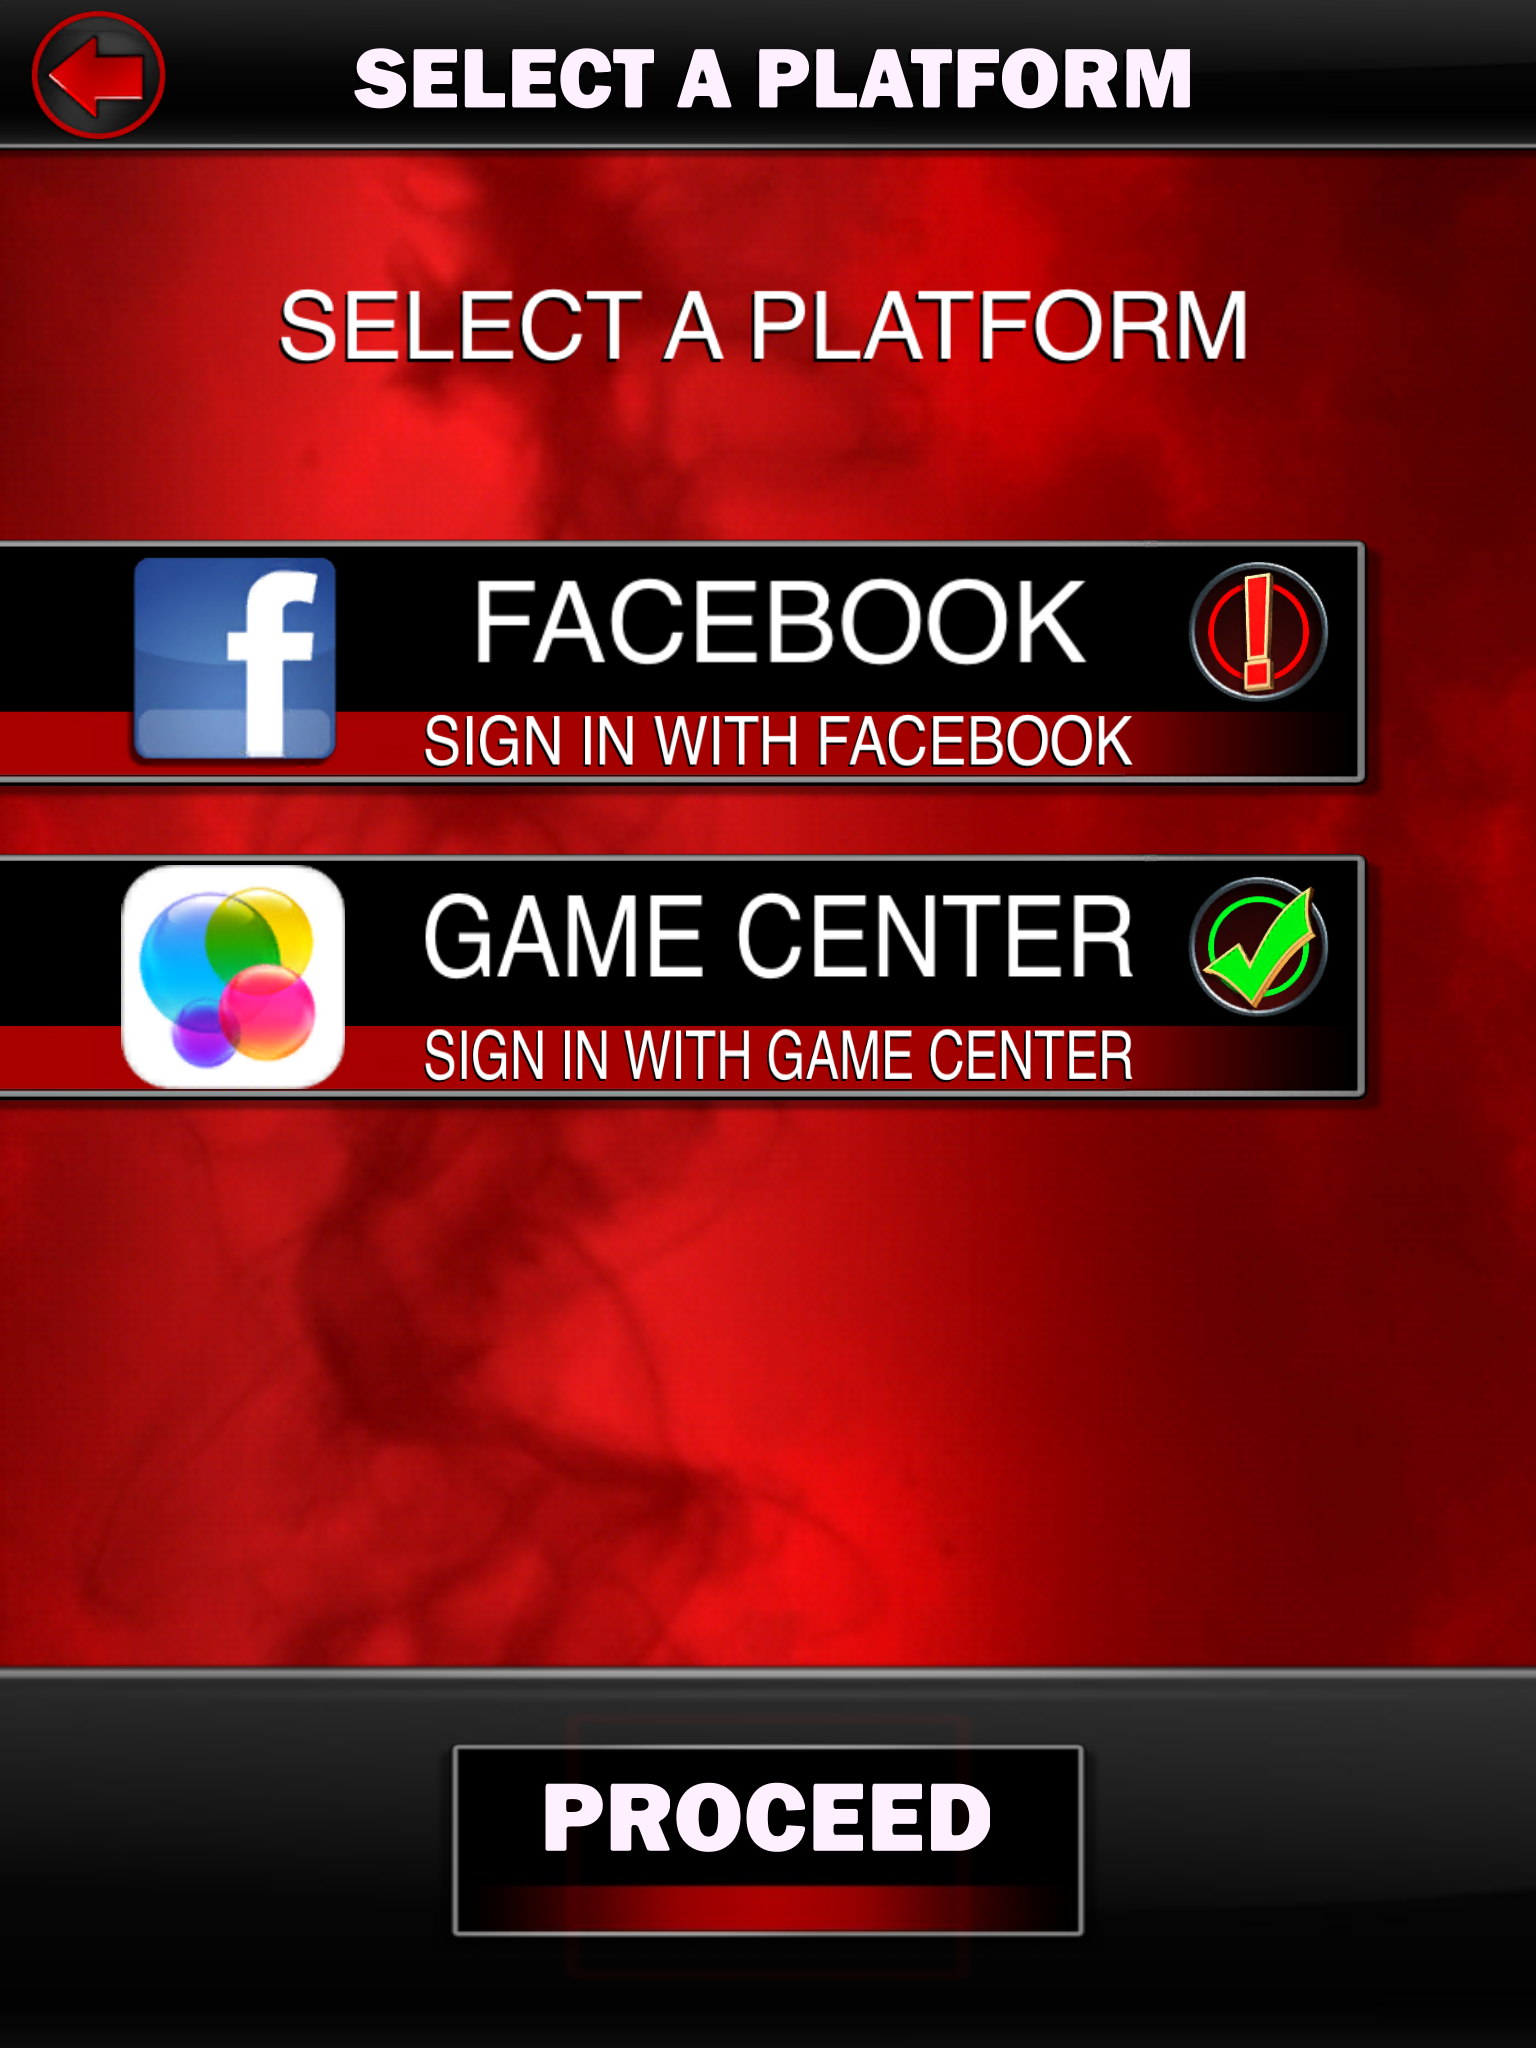 SELECT A PLATFORM
SELECT A PLATFORM
FACEBOOK
SIGN IN WITH FACEBOOK
GAME CENTER
SIGN IN WITH GAME CENTER
PROCEED